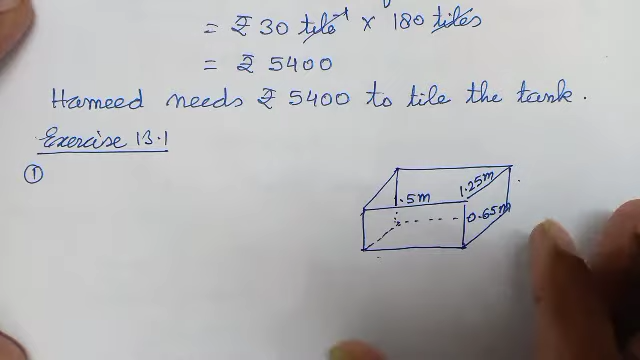 = ₹ 30 tile⁻¹ × 180 tiles
= ₹ 5400
Hameed needs ₹ 5400 to tile the tank.
Exercise 13.1
①
1.5m
1.25m
0.65m